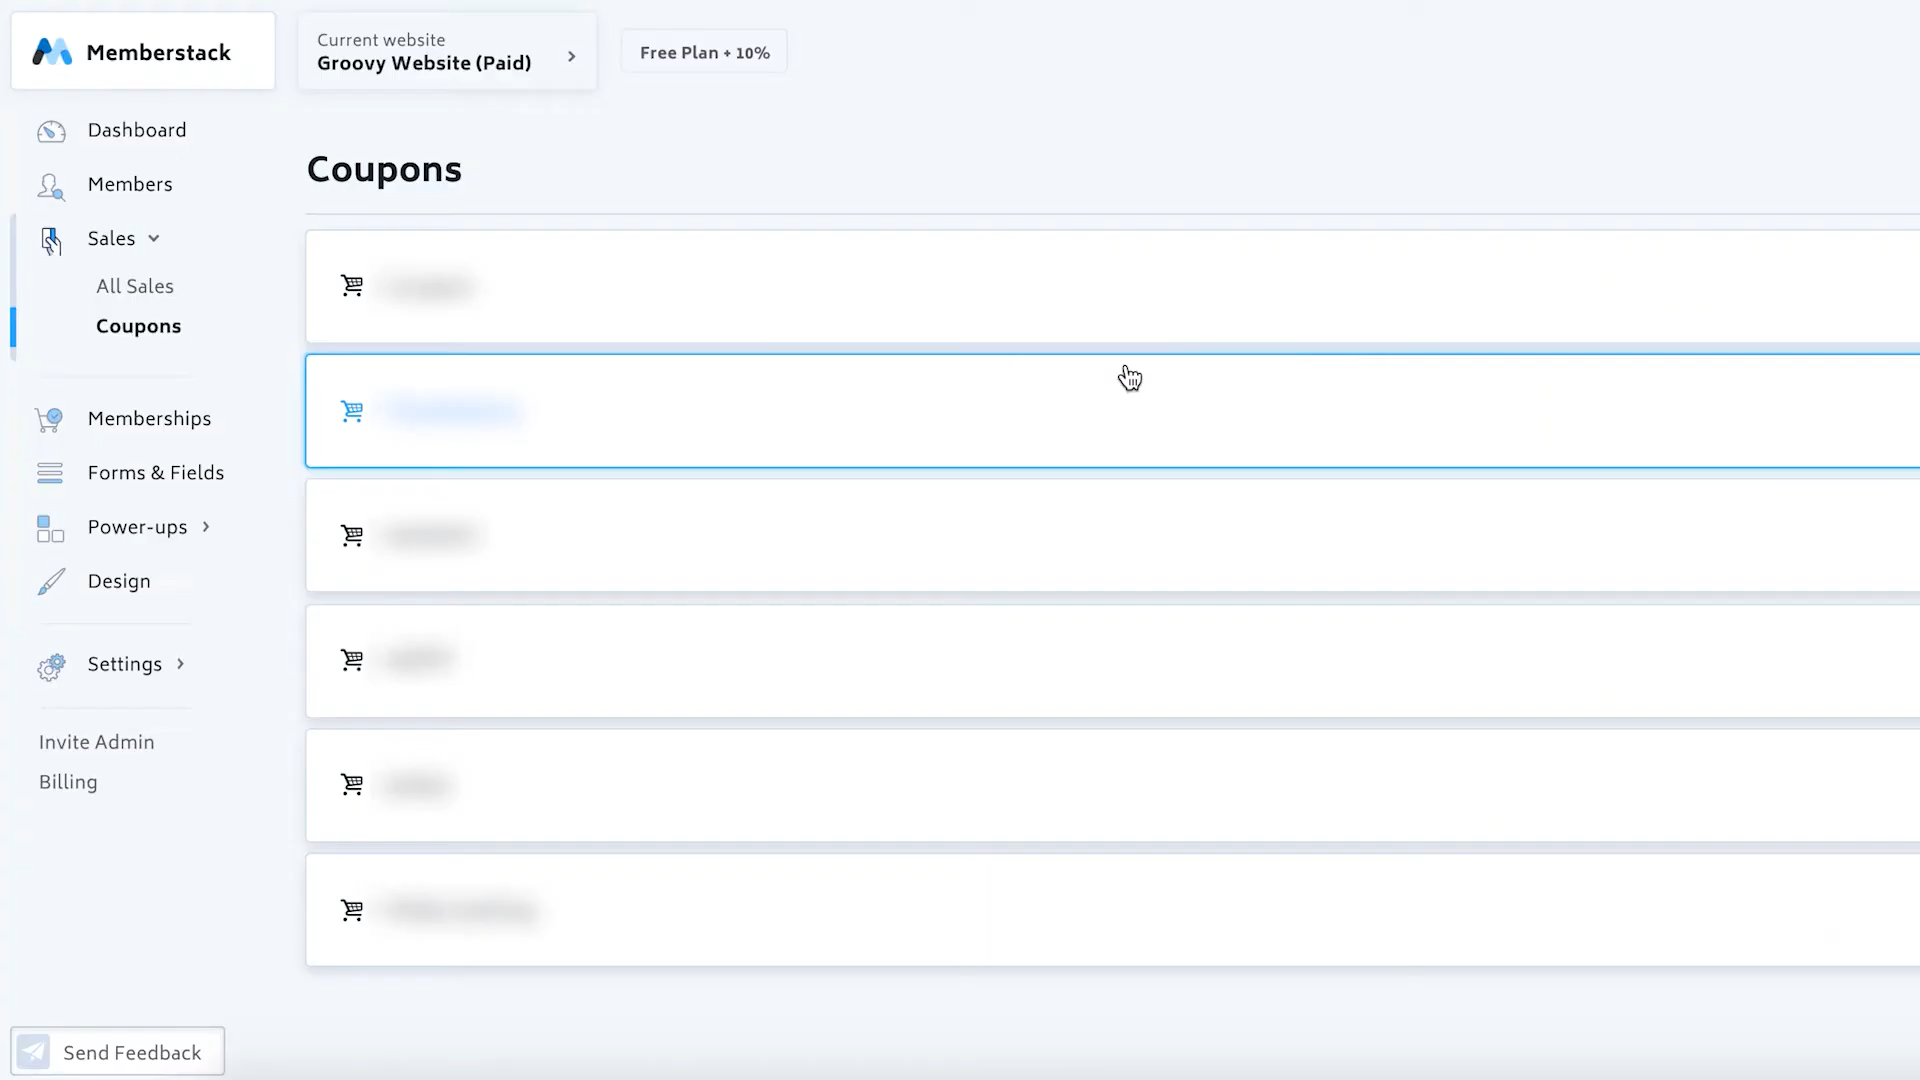 Memberstack
Current website
Groovy Website (Paid)
Free Plan + 10%
Dashboard
Members
Sales
All Sales
Coupons
Memberships
Forms & Fields
Power-ups
Design
Settings
Invite Admin
Billing
Send Feedback
Coupons